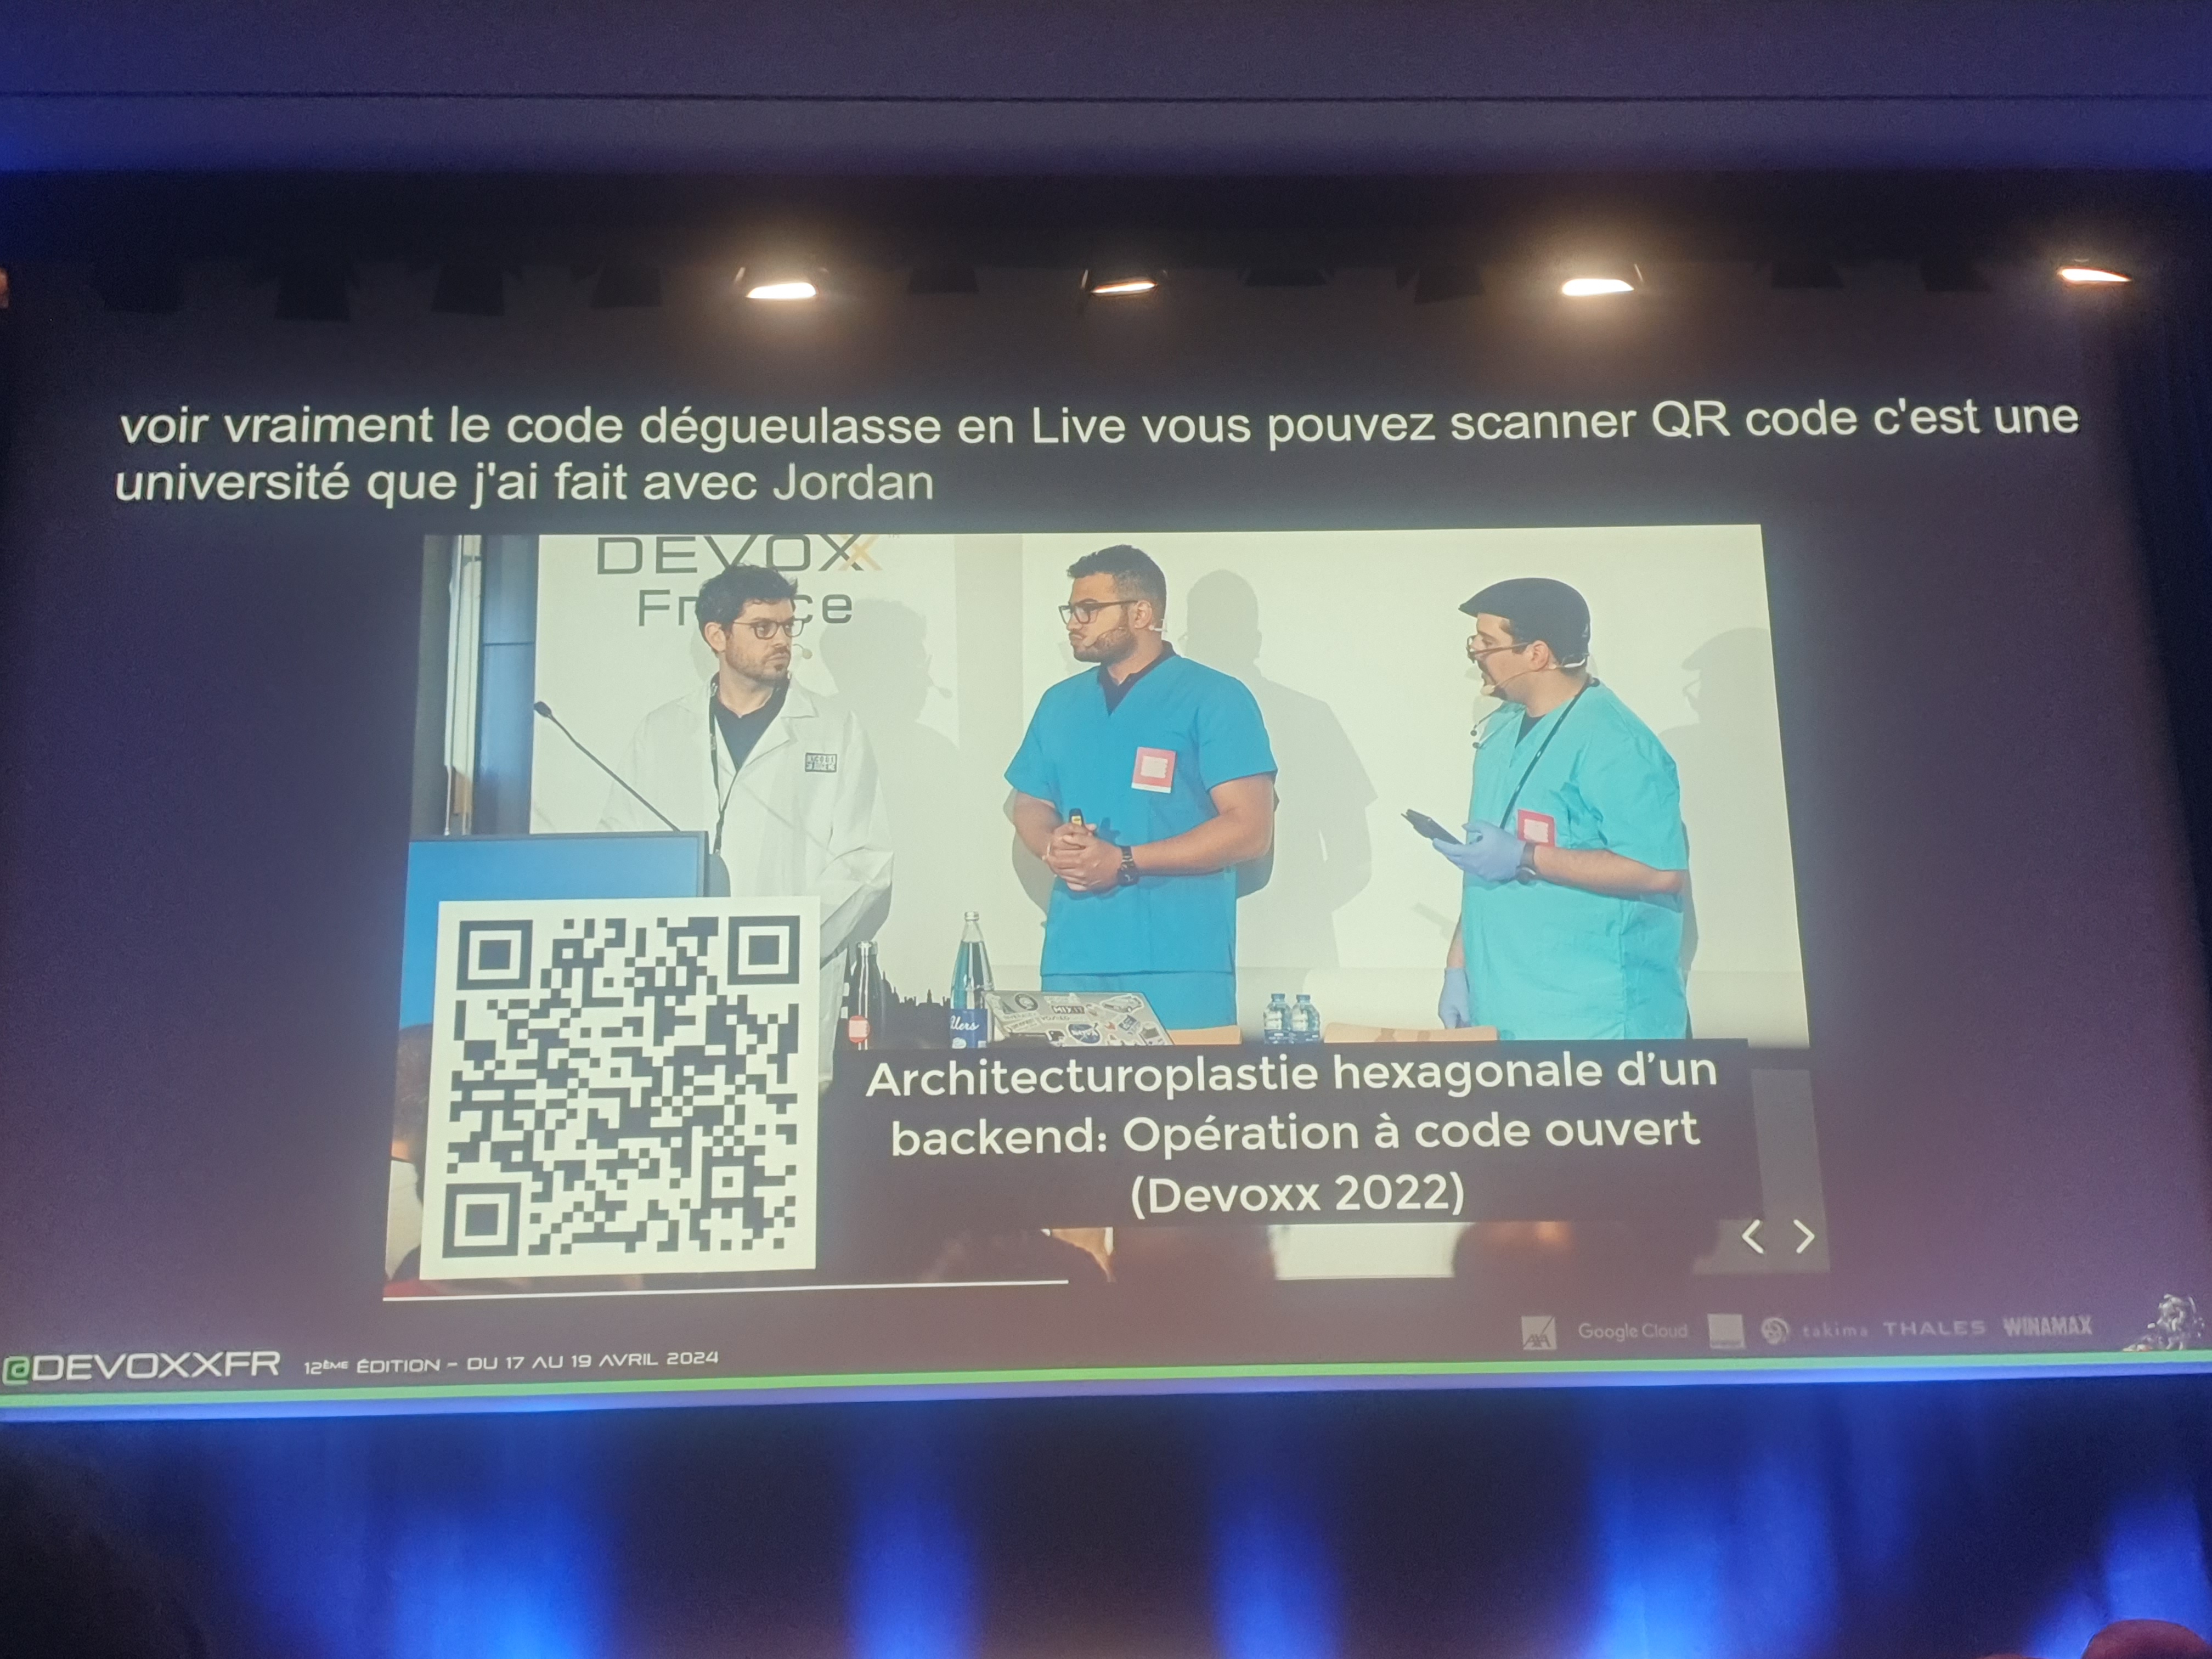 voir vraiment le code dégueulasse en Live vous pouvez scanner QR code c'est une
université que j'ai fait avec Jordan
DEVOXX
Architecturoplastie hexagonale d'un
backend: Opération à code ouvert
(Devoxx 2022)
AXA
Google Cloud
takima
THALES
WINAMAX
@DEVOXXFR
12ÈME ÉDITION – DU 17 AU 19 AVRIL 2024